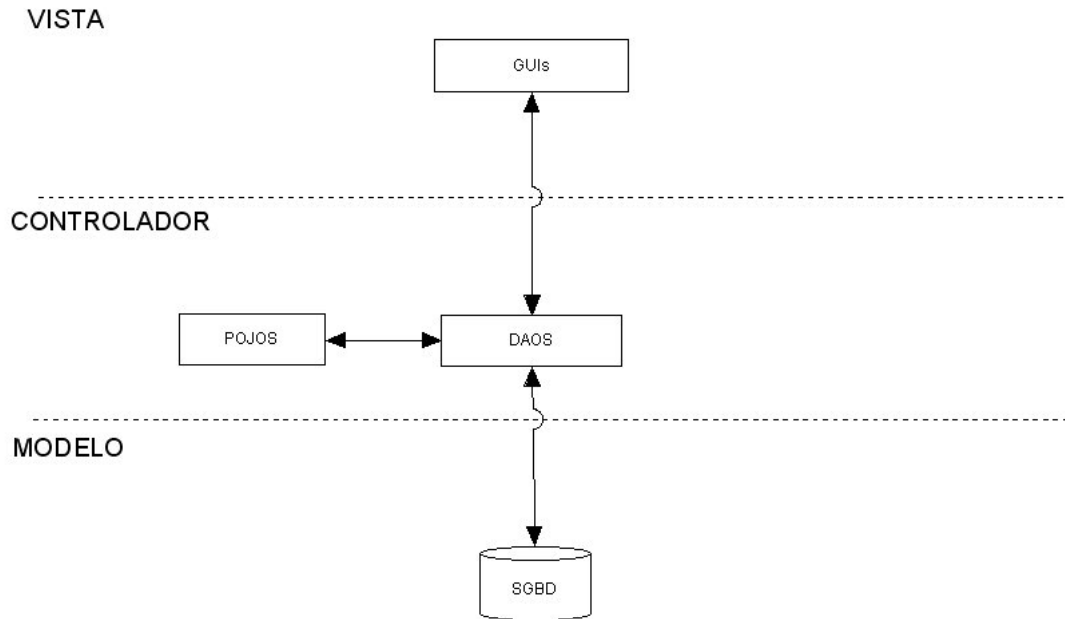 VISTA
GUIs
CONTROLADOR
POJOS
DAOS
MODELO
SGBD